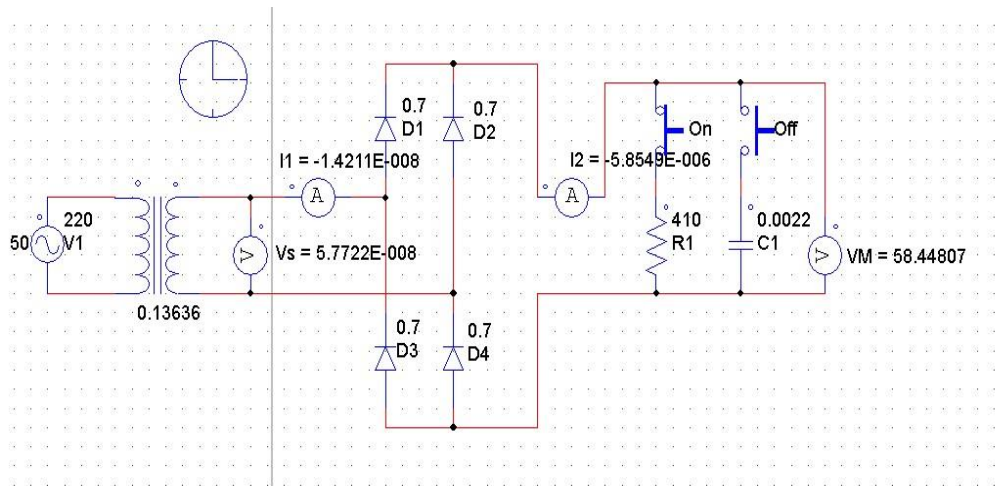 0.7
D1
0.7
D2
On
Off
I1 = -1.4211E-008
I2 = -5.8549E-006
A
A
220
50
V1
V
Vs = 5.7722E-008
410
R1
0.0022
C1
V
VM = 58.44807
0.13636
0.7
D3
0.7
D4